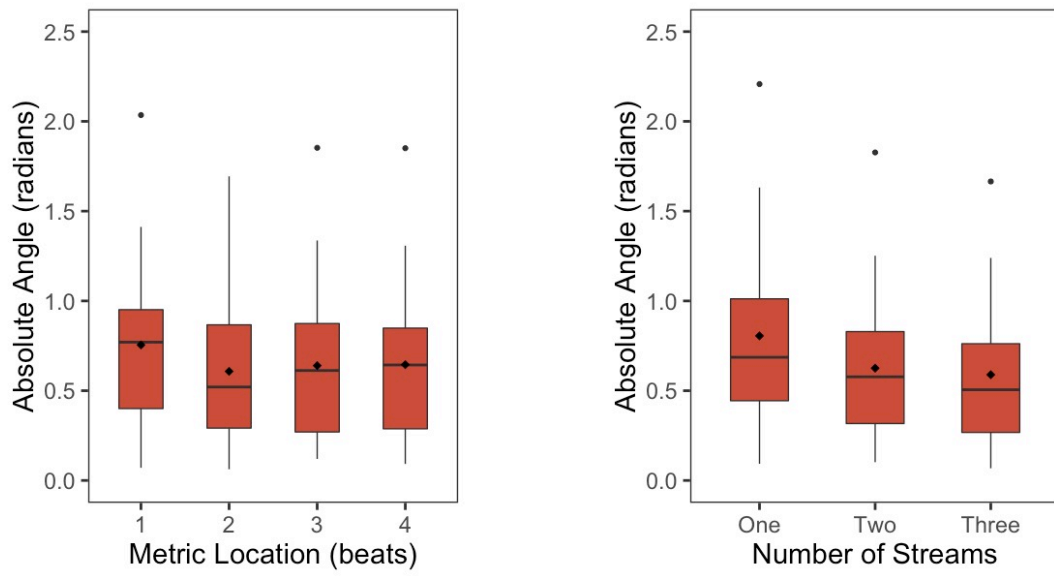 Absolute Angle (radians)
2.5
2.0
1.5
1.0
0.5
0.0
1 2 3 4
Metric Location (beats)
Absolute Angle (radians)
2.5
2.0
1.5
1.0
0.5
0.0
One Two Three
Number of Streams